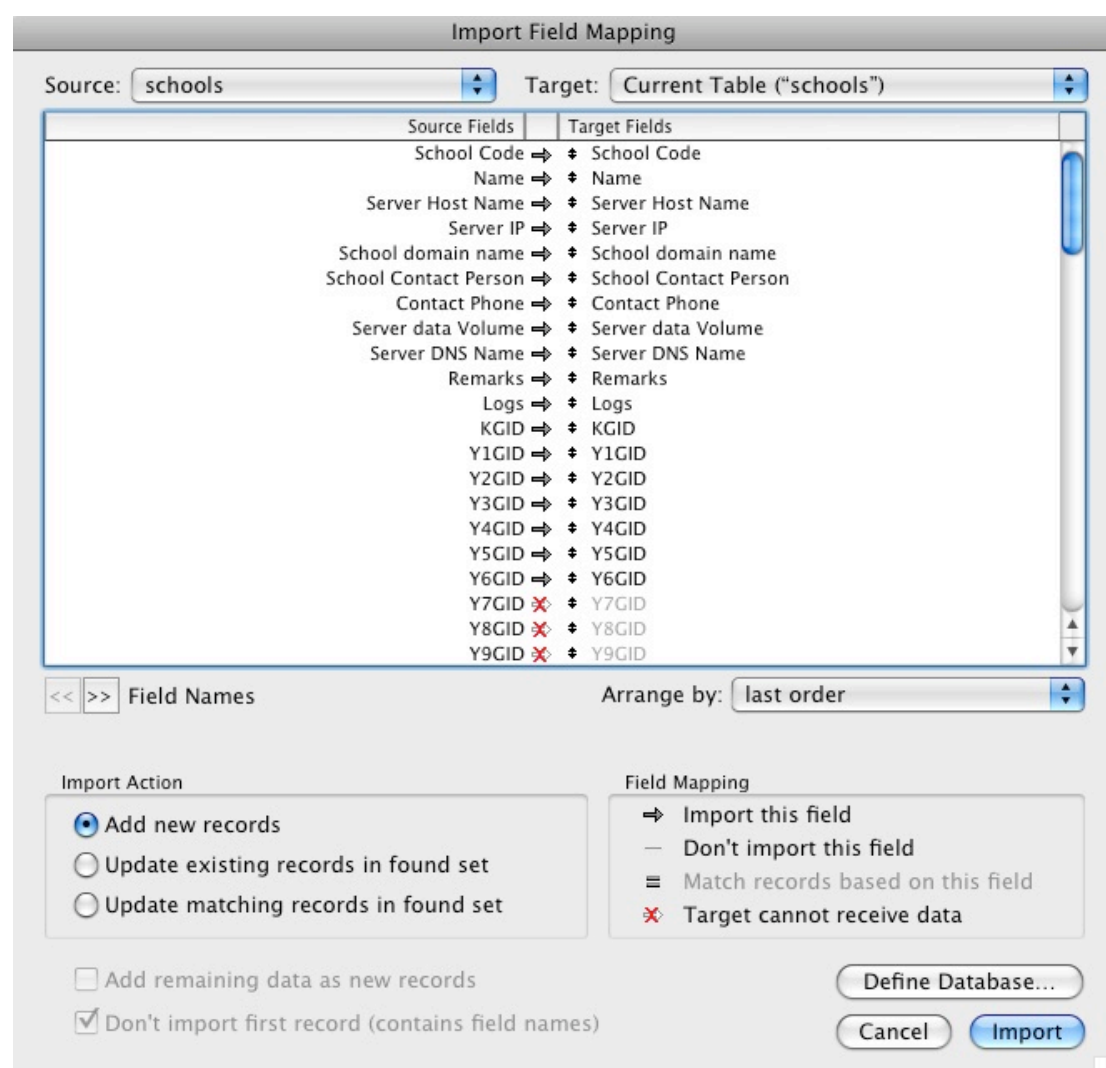 Import Field Mapping
Source: schools Target: Current Table (“schools”)
Source Fields Target Fields
School Code School Code
Name Name
Server Host Name Server Host Name
Server IP Server IP
School domain name School domain name
School Contact Person School Contact Person
Contact Phone Contact Phone
Server data Volume Server data Volume
Server DNS Name Server DNS Name
Remarks Remarks
Logs Logs
KGID KGID
Y1GID Y1GID
Y2GID Y2GID
Y3GID Y3GID
Y4GID Y4GID
Y5GID Y5GID
Y6GID Y6GID
Y7GID Y7GID
Y8GID Y8GID
Y9GID Y9GID
<< >> Field Names Arrange by: last order
Import Action
Add new records
Update existing records in found set
Update matching records in found set
Field Mapping
Import this field
Don't import this field
Match records based on this field
Target cannot receive data
Add remaining data as new records
Don't import first record (contains field names)
Define Database...
Cancel Import